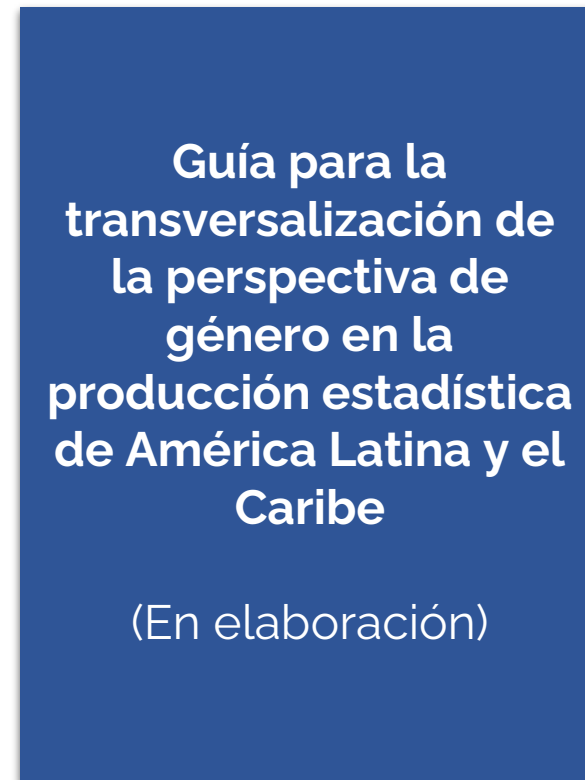 Guía para la
transversalización de
la perspectiva de
género en la
producción estadística
de América Latina y el
Caribe
(En elaboración)